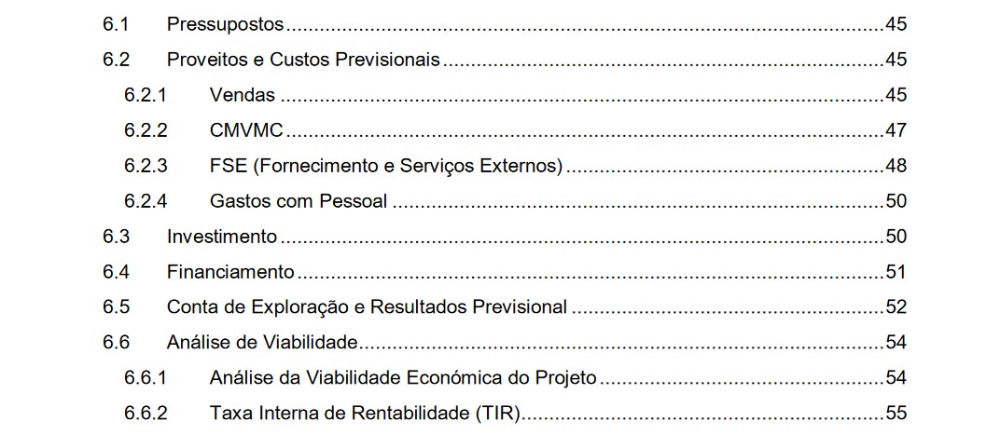 6.1 Pressupostos 45
6.2 Proveitos e Custos Previsionais 45
6.2.1 Vendas 45
6.2.2 CMVMC 47
6.2.3 FSE (Fornecimento e Serviços Externos) 48
6.2.4 Gastos com Pessoal 50
6.3 Investimento 50
6.4 Financiamento 51
6.5 Conta de Exploração e Resultados Previsional 52
6.6 Análise de Viabilidade 54
6.6.1 Análise da Viabilidade Económica do Projeto 54
6.6.2 Taxa Interna de Rentabilidade (TIR) 55